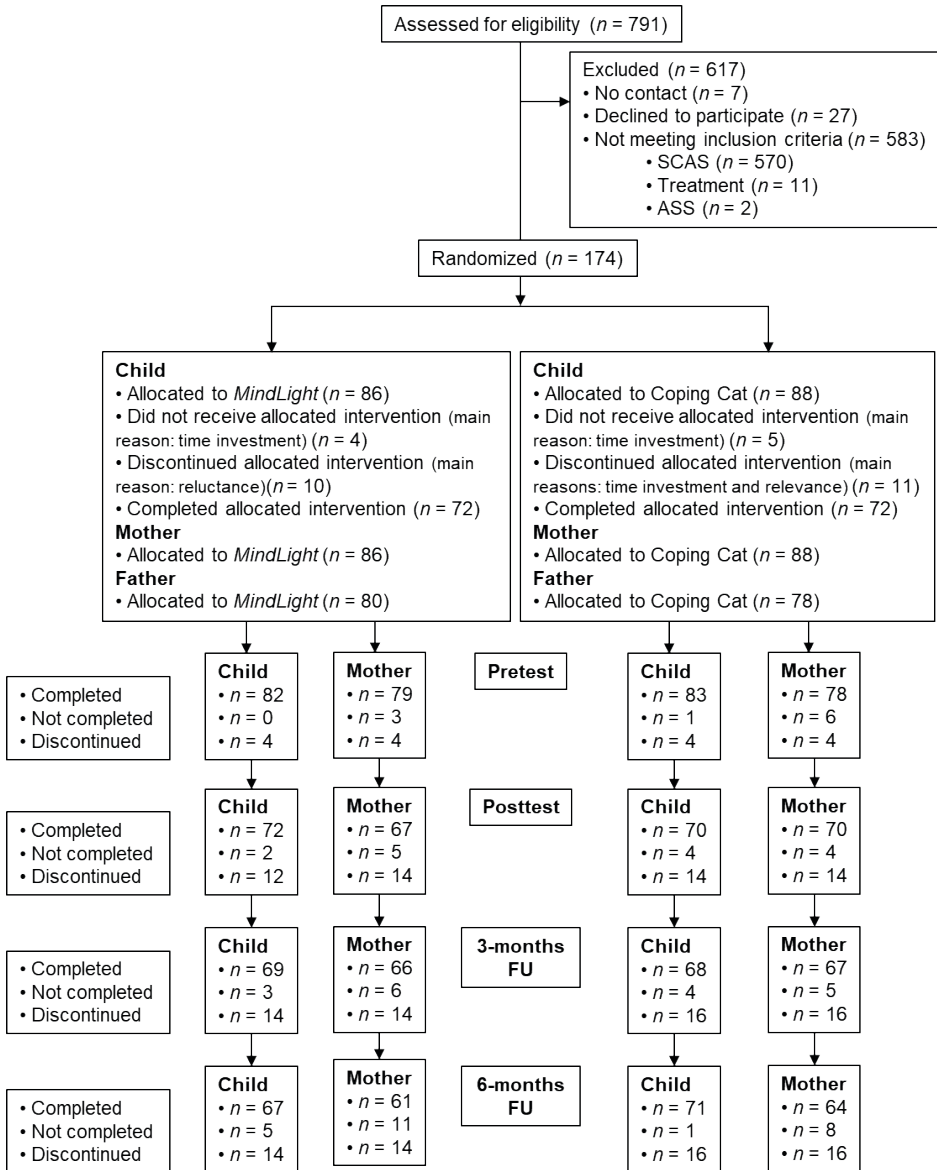 Assessed for eligibility (n = 791)
Excluded (n = 617)
• No contact (n = 7)
• Declined to participate (n = 27)
• Not meeting inclusion criteria (n = 583)
• SCAS (n = 570)
• Treatment (n = 11)
• ASS (n = 2)
Randomized (n = 174)
Child
• Allocated to MindLight (n = 86)
• Did not receive allocated intervention (main
reason: time investment) (n = 4)
• Discontinued allocated intervention (main
reason: reluctance)(n = 10)
• Completed allocated intervention (n = 72)
Mother
• Allocated to MindLight (n = 86)
Father
• Allocated to MindLight (n = 80)
Child
• Allocated to Coping Cat (n = 88)
• Did not receive allocated intervention (main
reason: time investment) (n = 5)
• Discontinued allocated intervention (main
reasons: time investment and relevance) (n = 11)
• Completed allocated intervention (n = 72)
Mother
• Allocated to Coping Cat (n = 88)
Father
• Allocated to Coping Cat (n = 78)
Pretest
• Completed
• Not completed
• Discontinued
Child
• n = 82
• n = 0
• n = 4
Mother
• n = 79
• n = 3
• n = 4
Child
• n = 83
• n = 1
• n = 4
Mother
• n = 78
• n = 6
• n = 4
Posttest
• Completed
• Not completed
• Discontinued
Child
• n = 72
• n = 2
• n = 12
Mother
• n = 67
• n = 5
• n = 14
Child
• n = 70
• n = 4
• n = 14
Mother
• n = 70
• n = 4
• n = 14
3-months
FU
• Completed
• Not completed
• Discontinued
Child
• n = 69
• n = 3
• n = 14
Mother
• n = 66
• n = 6
• n = 14
Child
• n = 68
• n = 4
• n = 16
Mother
• n = 67
• n = 5
• n = 16
6-months
FU
• Completed
• Not completed
• Discontinued
Child
• n = 67
• n = 5
• n = 14
Mother
• n = 61
• n = 11
• n = 14
Child
• n = 71
• n = 1
• n = 16
Mother
• n = 64
• n = 8
• n = 16